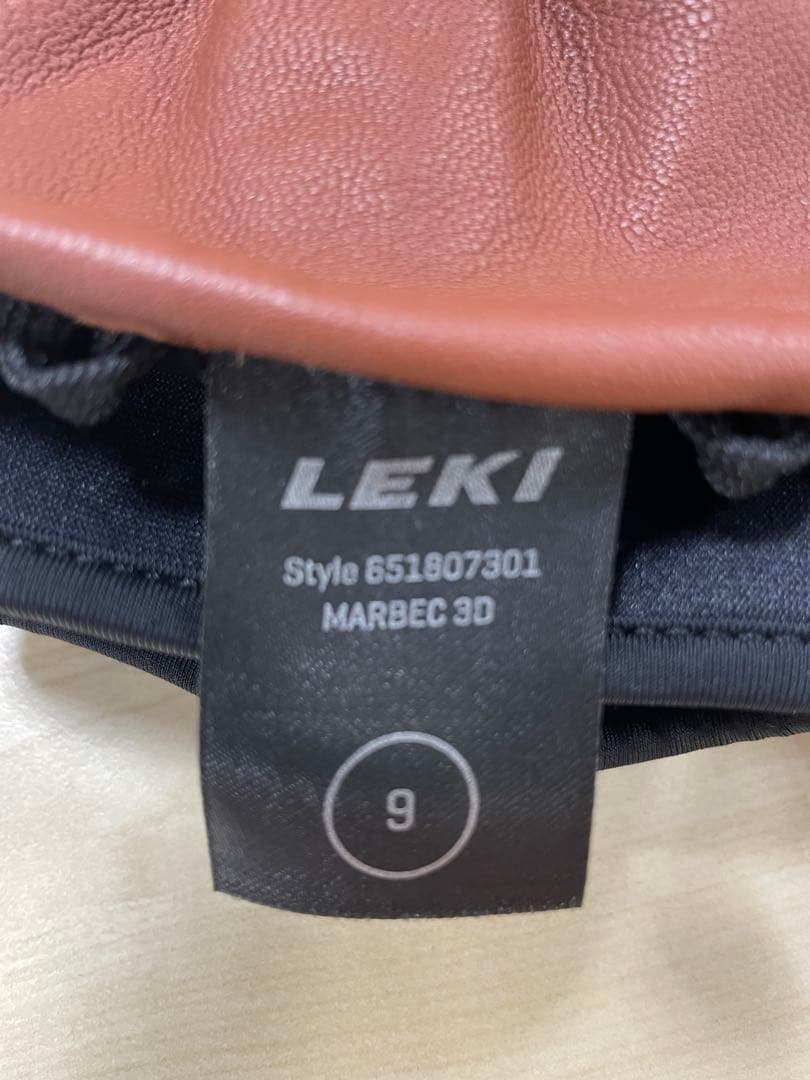 LEKI
Style 651807301
MARBEC 3D
9